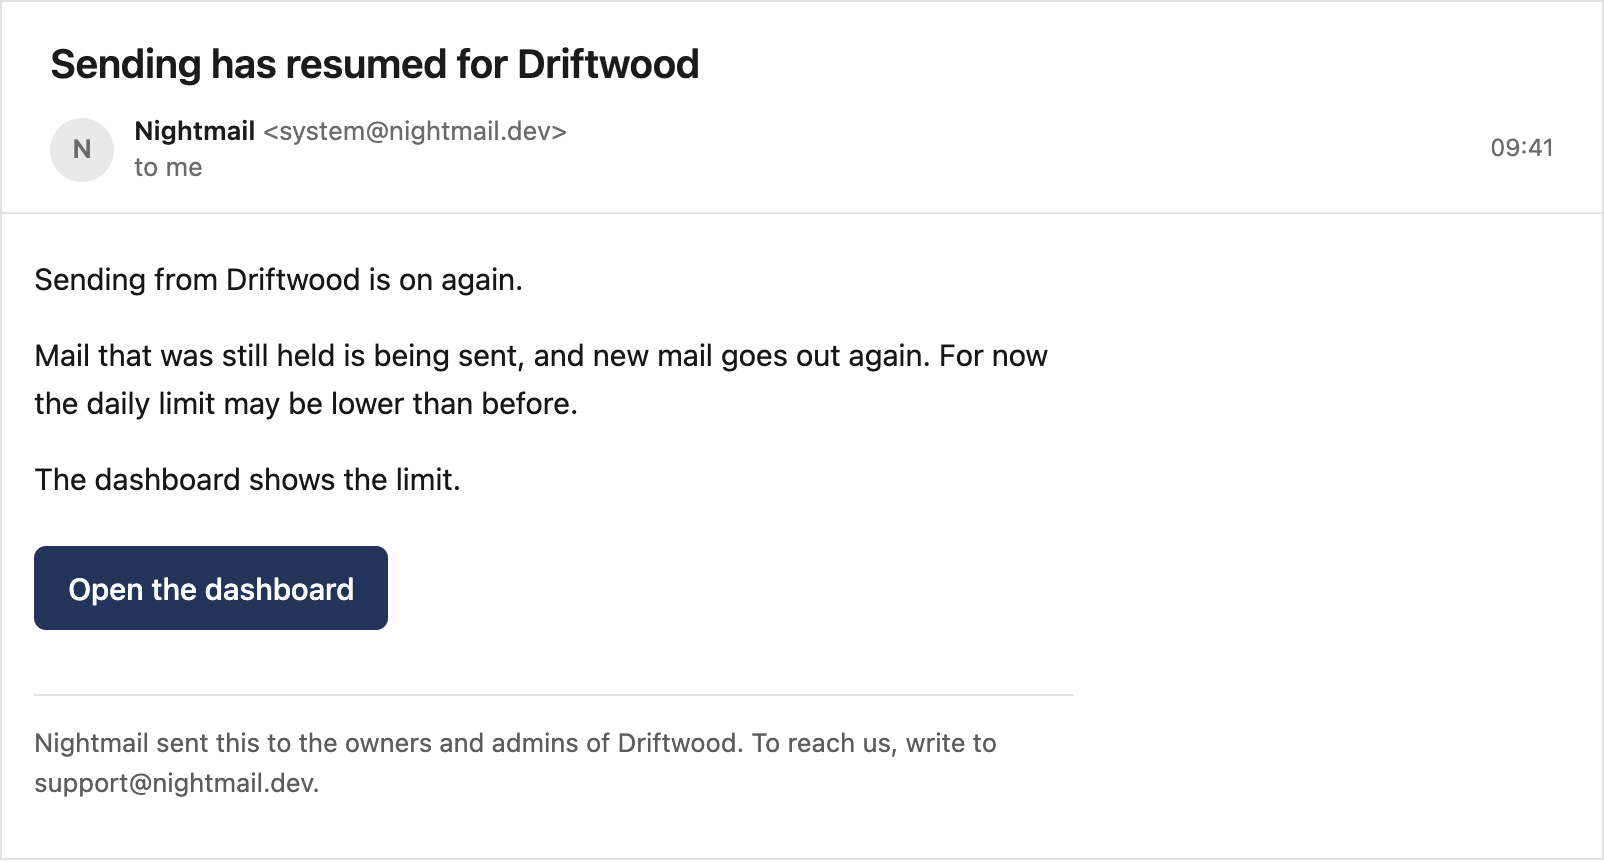 Sending has resumed for Driftwood
N
Nightmail <system@nightmail.dev>
to me
09:41
Sending from Driftwood is on again.
Mail that was still held is being sent, and new mail goes out again. For now
the daily limit may be lower than before.
The dashboard shows the limit.
Open the dashboard
Nightmail sent this to the owners and admins of Driftwood. To reach us, write to
support@nightmail.dev.